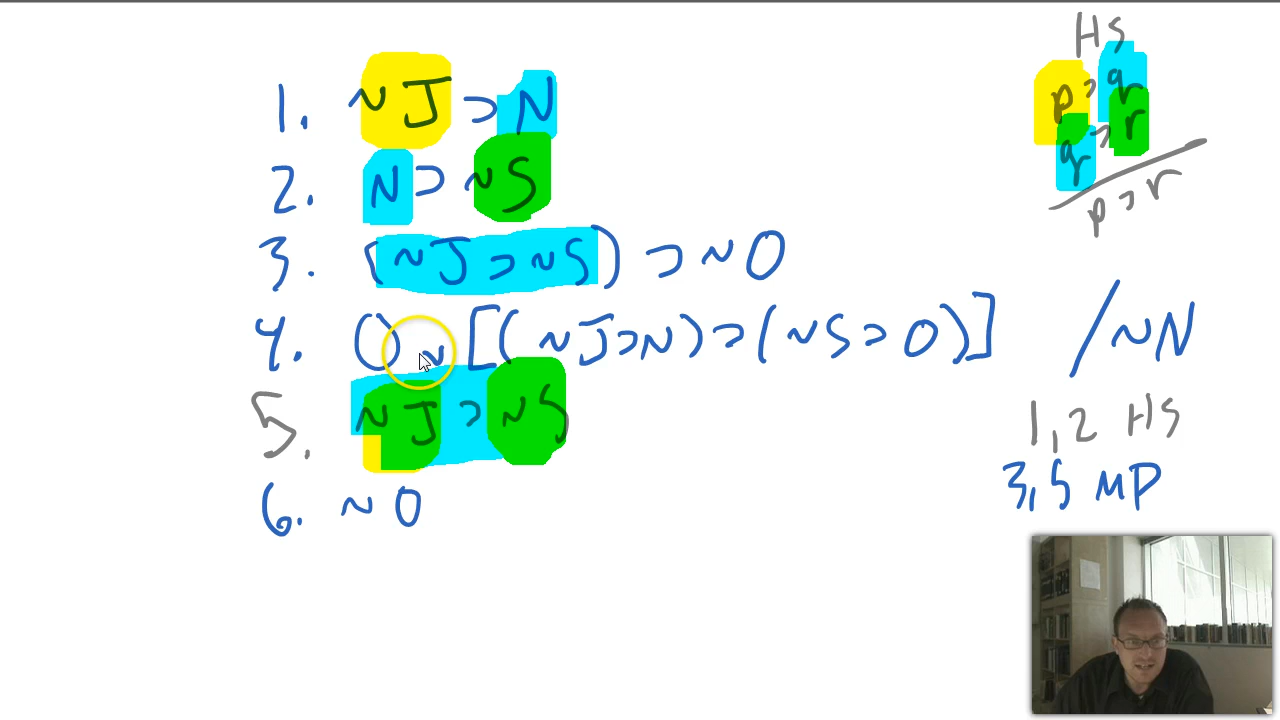 1. ~J ⊃ N
2. N ⊃ ~S
3. (~J ⊃ ~S) ⊃ ~O
4. O ~ [(~J ⊃ N) ⊃ (~S ⊃ O)] / ~N
5. ~J ⊃ ~S 1,2 HS
6. ~O 3,5 MP
HS
p ⊃ q
q ⊃ r
p ⊃ r